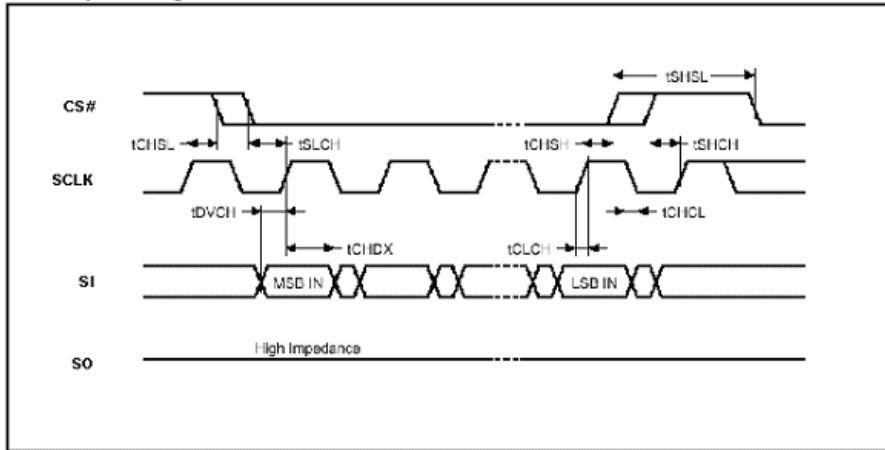 tSHSL
CS#
tCHSL
tSLCH
tCHSH
tSHCH
SCLK
tDVCH
tCHCL
tCHDX
tCLCH
SI
MSB IN
LSB IN
High Impedance
SO